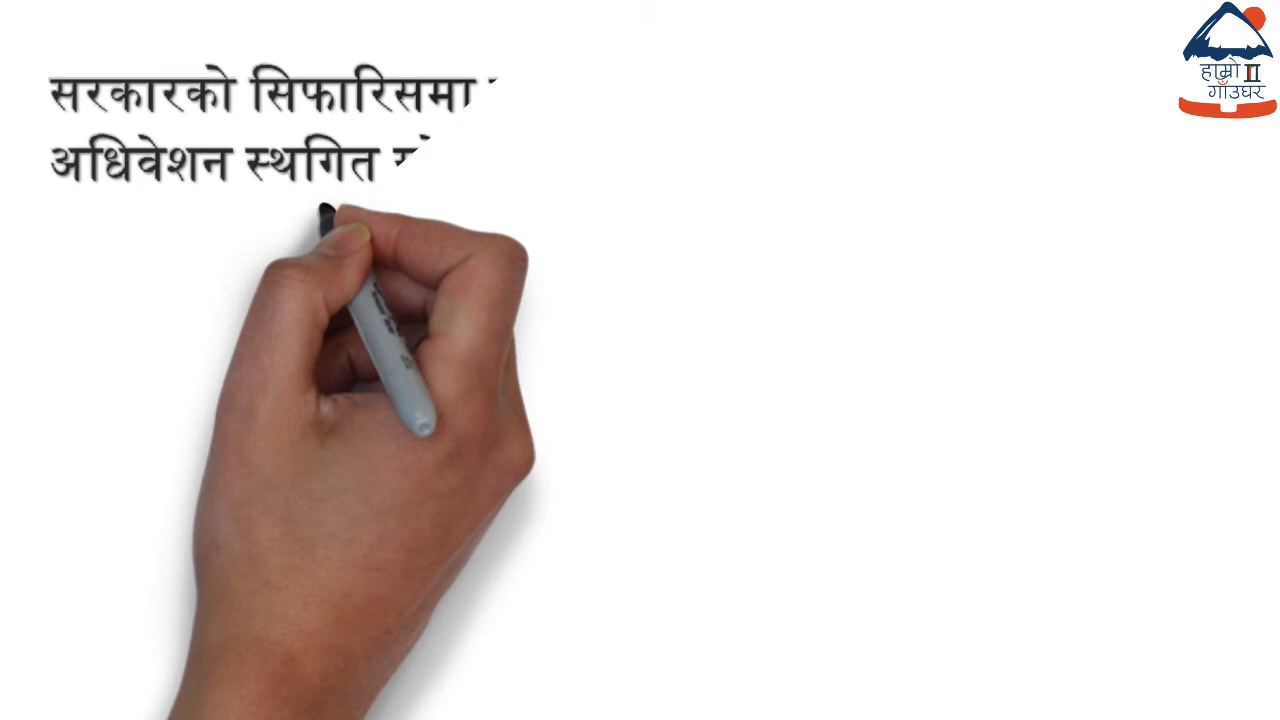 सरकारको सिफारिसमा
अधिवेशन स्थगित
हाम्रो
गाँउघर